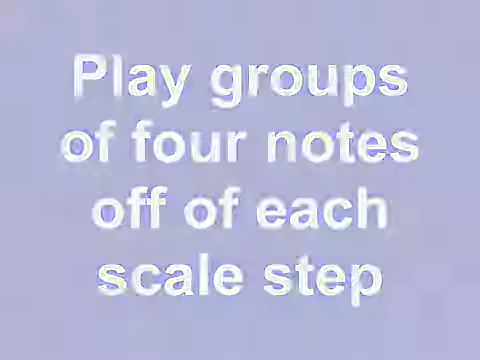 Play groups
of four notes
off of each
scale step